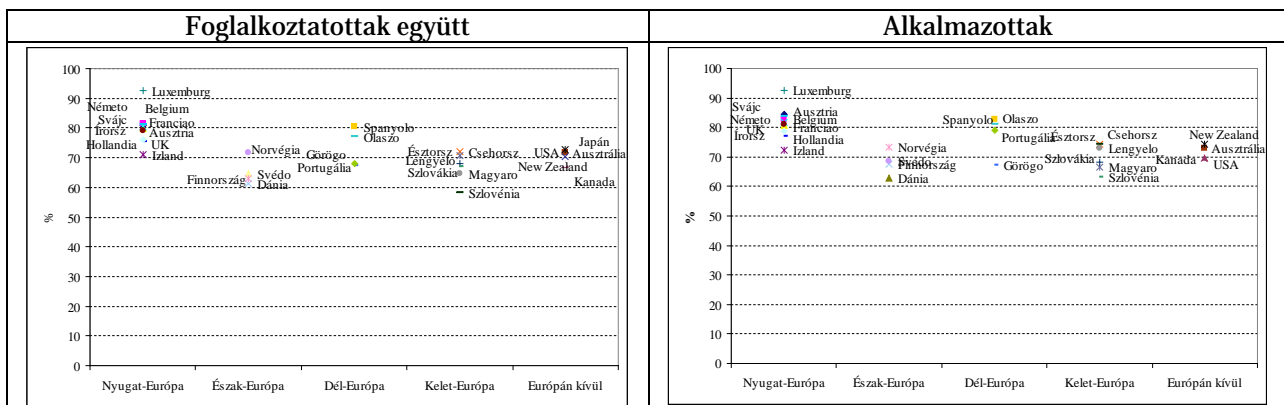 Foglalkoztatottak együtt
100
90
80
70
60
50
40
30
20
10
0
%
Luxemburg
Németo
Belgium
Svájc
Franciao
Írorsz
Ausztria
UK
Hollandia
Izland
Norvégia
Finnország
Svédo
Dánia
Spanyolo
Olaszo
Görögo
Portugália
Észtorsz
Csehorsz
Lengyelo
Szlovákia
Magyaro
Szlovénia
Japán
USA
Ausztrália
New Zealand
Kanada
Nyugat-Európa
Észak-Európa
Dél-Európa
Kelet-Európa
Európán kívül
Alkalmazottak
100
90
80
70
60
50
40
30
20
10
0
%
Luxemburg
Svájc
Ausztria
Németo
Belgium
UK
Franciao
Írorsz
Hollandia
Izland
Norvégia
Svédo
Finnország
Dánia
Spanyolo
Olaszo
Portugália
Görögo
Észtorsz
Csehorsz
Lengyelo
Szlovákia
Magyaro
Szlovénia
New Zealand
Ausztrália
Kanada
USA
Nyugat-Európa
Észak-Európa
Dél-Európa
Kelet-Európa
Európán kívül